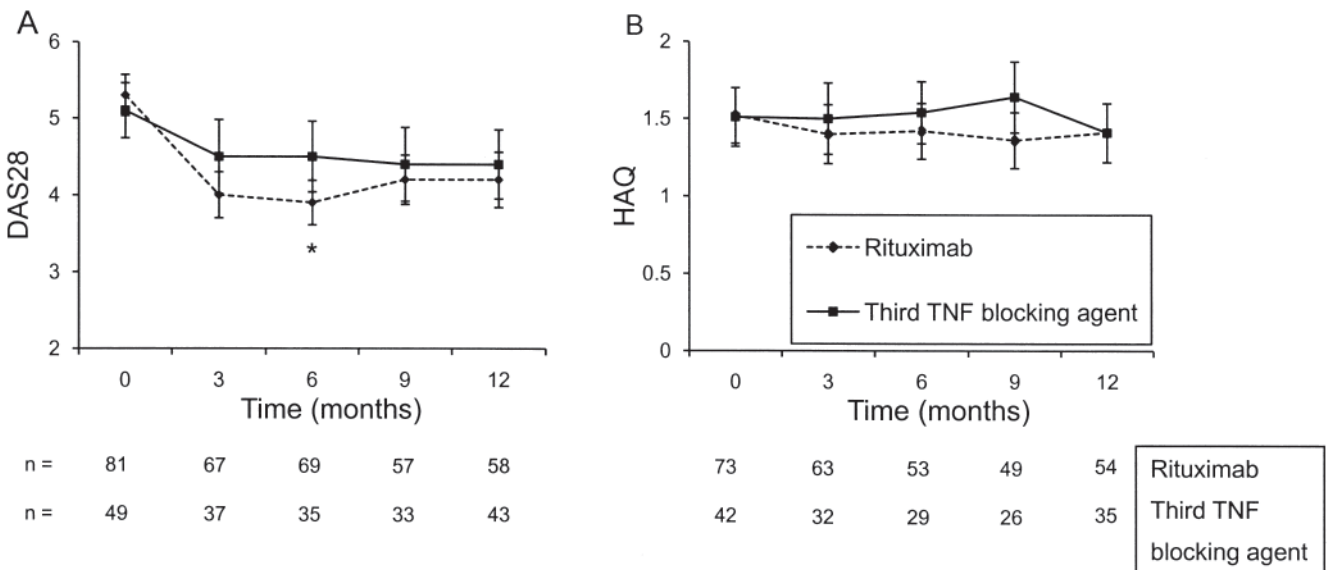 A
6
5
4
3
2
DAS28
*
0 3 6 9 12
Time (months)
n = 81 67 69 57 58
n = 49 37 35 33 43
B
2
1.5
1
0.5
0
HAQ
Rituximab
Third TNF blocking agent
0 3 6 9 12
Time (months)
73 63 53 49 54
42 32 29 26 35
Rituximab
Third TNF
blocking agent